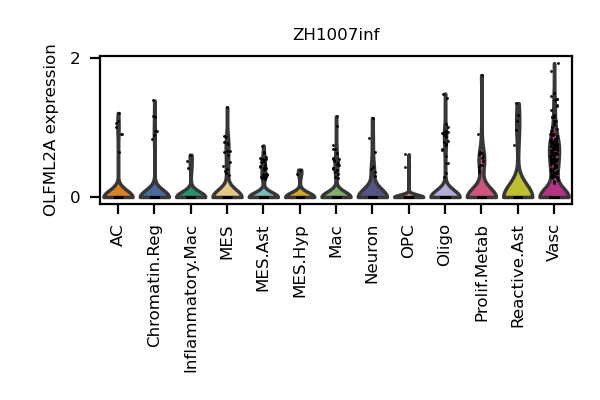 ZH1007inf
OLFML2A expression
2
0
AC
Chromatin.Reg
Inflammatory.Mac
MES
MES.Ast
MES.Hyp
Mac
Neuron
OPC
Oligo
Prolif.Metab
Reactive.Ast
Vasc